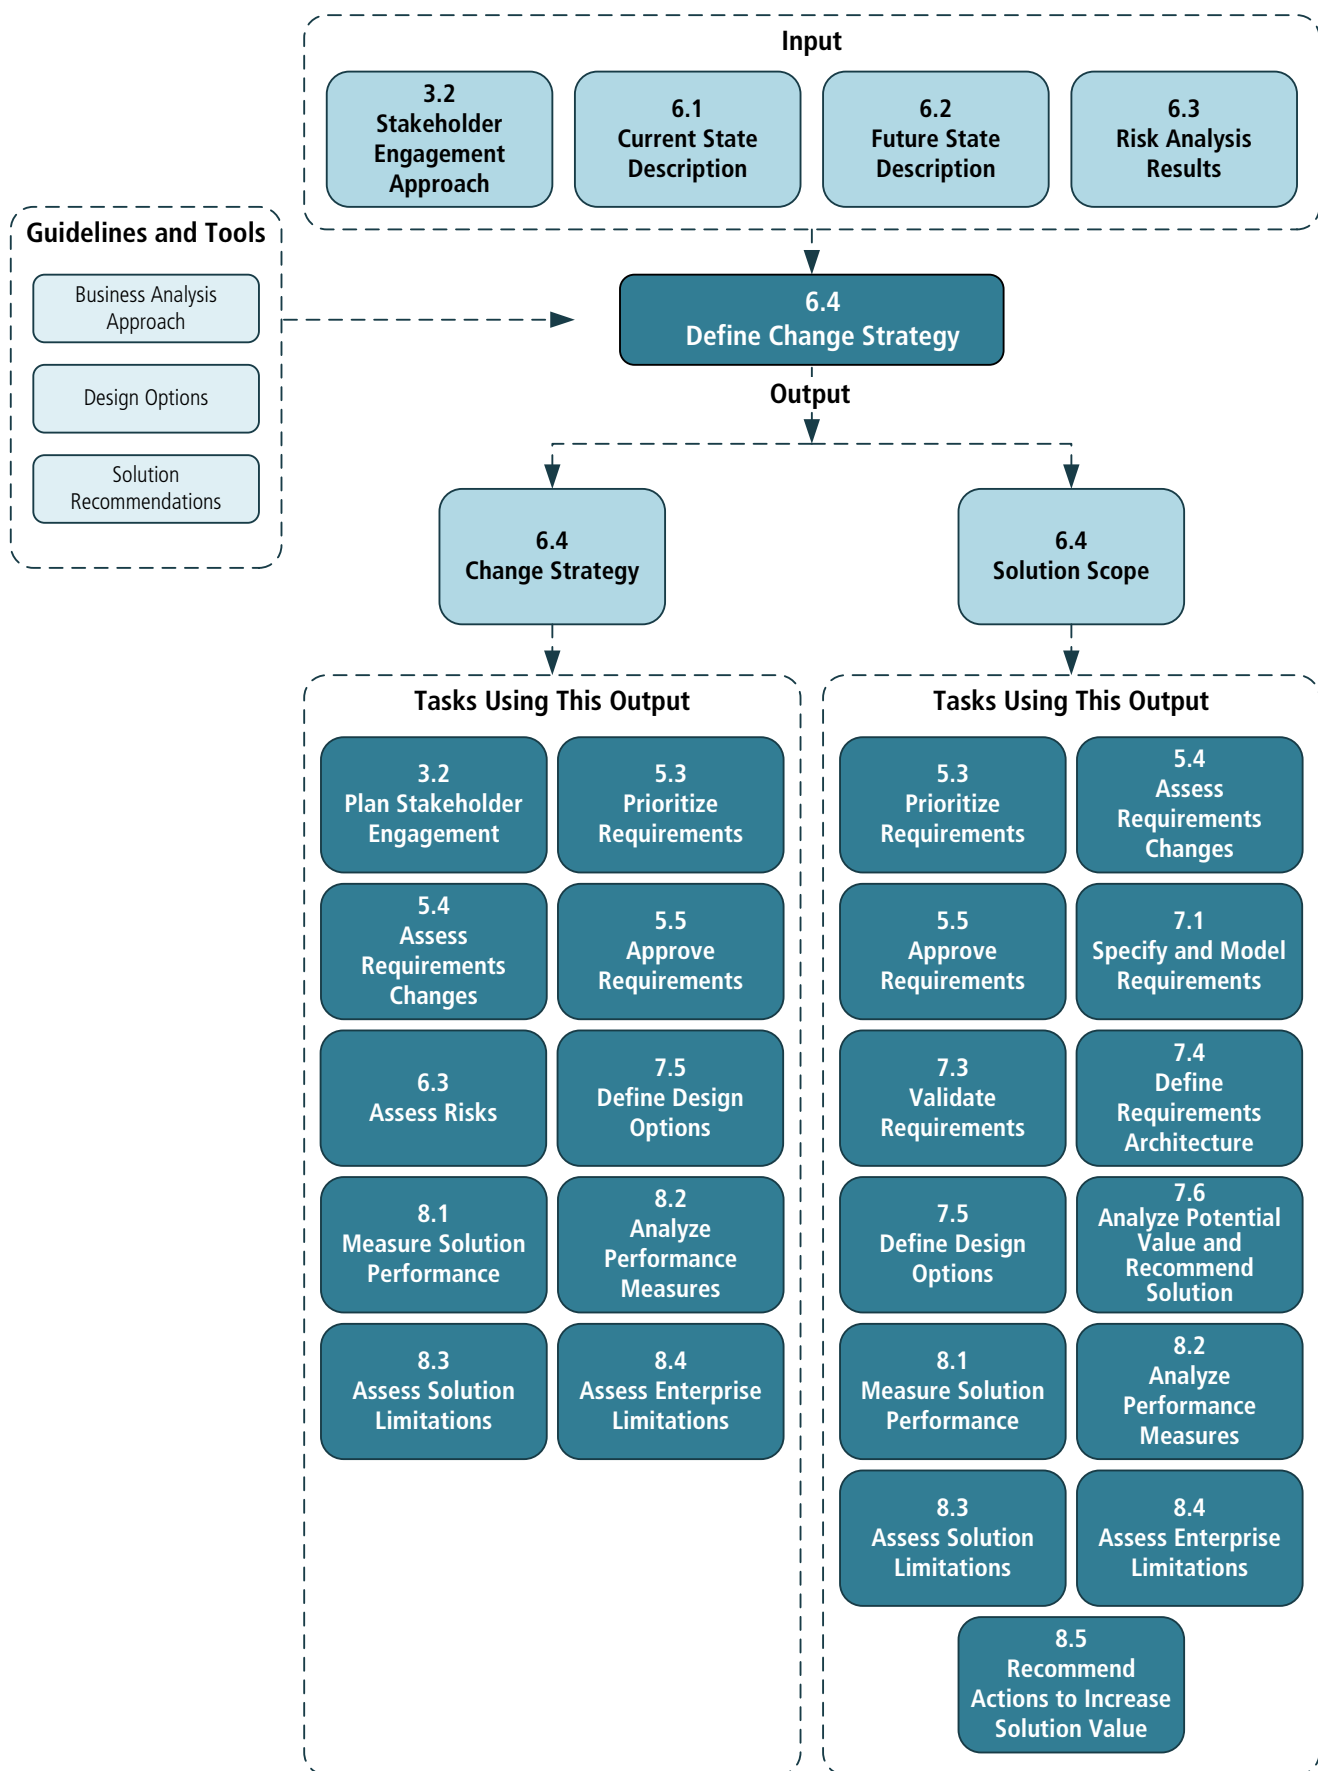 Input
3.2
Stakeholder
Engagement
Approach
6.1
Current State
Description
6.2
Future State
Description
6.3
Risk Analysis
Results
Guidelines and Tools
Business Analysis
Approach
Design Options
Solution
Recommendations
6.4
Define Change Strategy
Output
6.4
Change Strategy
6.4
Solution Scope
Tasks Using This Output
3.2
Plan Stakeholder
Engagement
5.3
Prioritize
Requirements
5.4
Assess
Requirements
Changes
5.5
Approve
Requirements
6.3
Assess Risks
7.5
Define Design
Options
8.1
Measure Solution
Performance
8.2
Analyze
Performance
Measures
8.3
Assess Solution
Limitations
8.4
Assess Enterprise
Limitations
Tasks Using This Output
5.3
Prioritize
Requirements
5.4
Assess
Requirements
Changes
5.5
Approve
Requirements
7.1
Specify and Model
Requirements
7.3
Validate
Requirements
7.4
Define
Requirements
Architecture
7.5
Define Design
Options
7.6
Analyze Potential
Value and
Recommend
Solution
8.1
Measure Solution
Performance
8.2
Analyze
Performance
Measures
8.3
Assess Solution
Limitations
8.4
Assess Enterprise
Limitations
8.5
Recommend
Actions to Increase
Solution Value